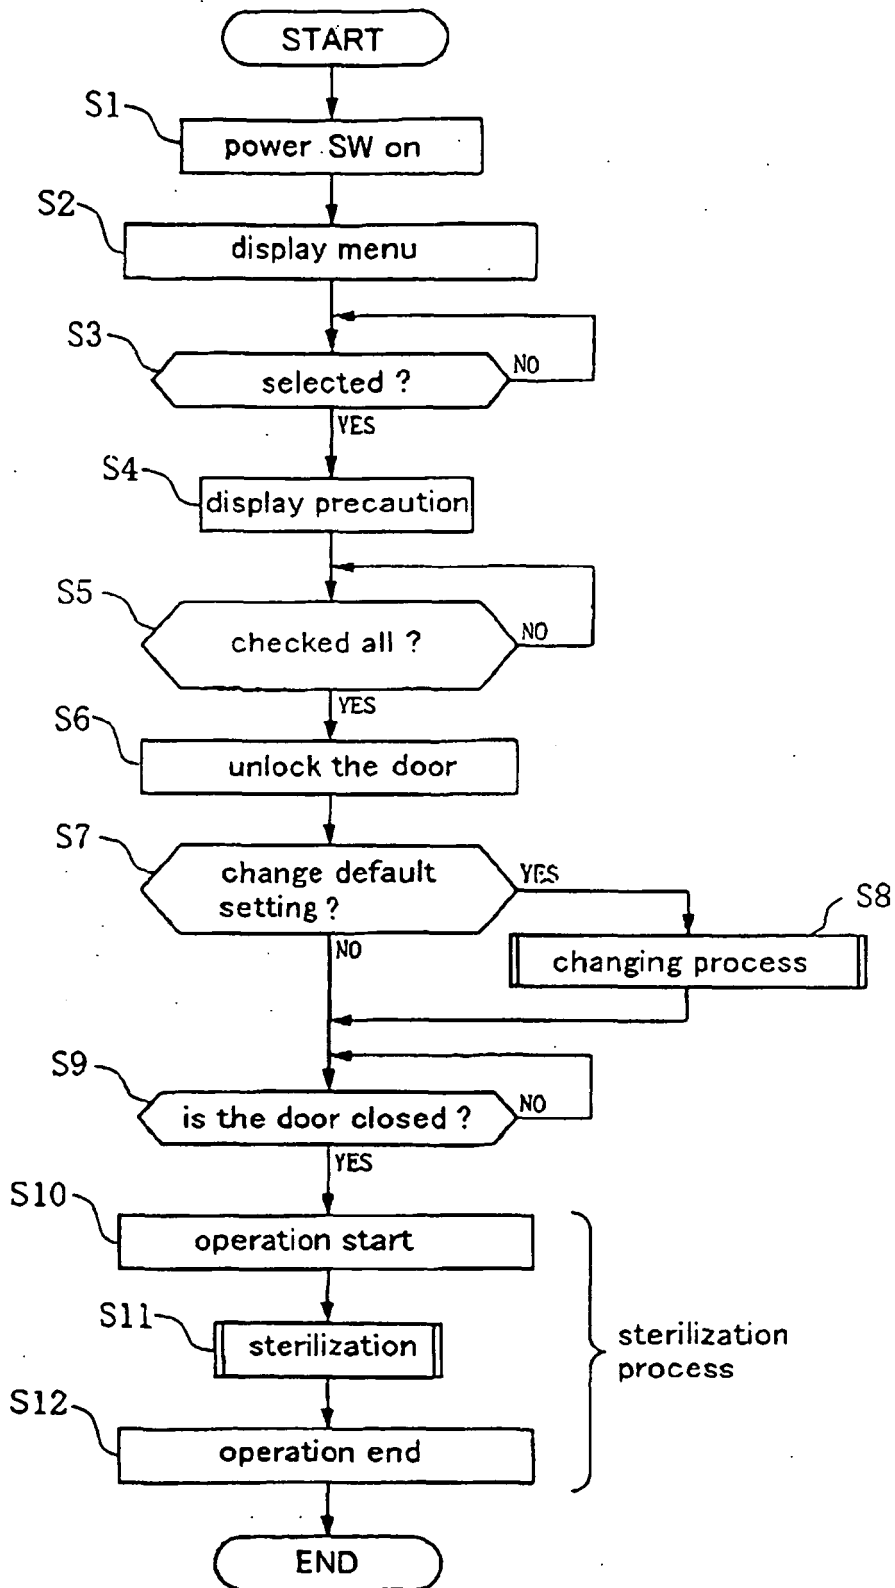 START
S1
power SW on
S2
display menu
S3
selected ?
NO
YES
S4
display precaution
S5
checked all ?
NO
YES
S6
unlock the door
S7
change default
setting ?
YES
S8
changing process
NO
S9
is the door closed ?
NO
YES
S10
operation start
S11
sterilization
sterilization
process
S12
operation end
END